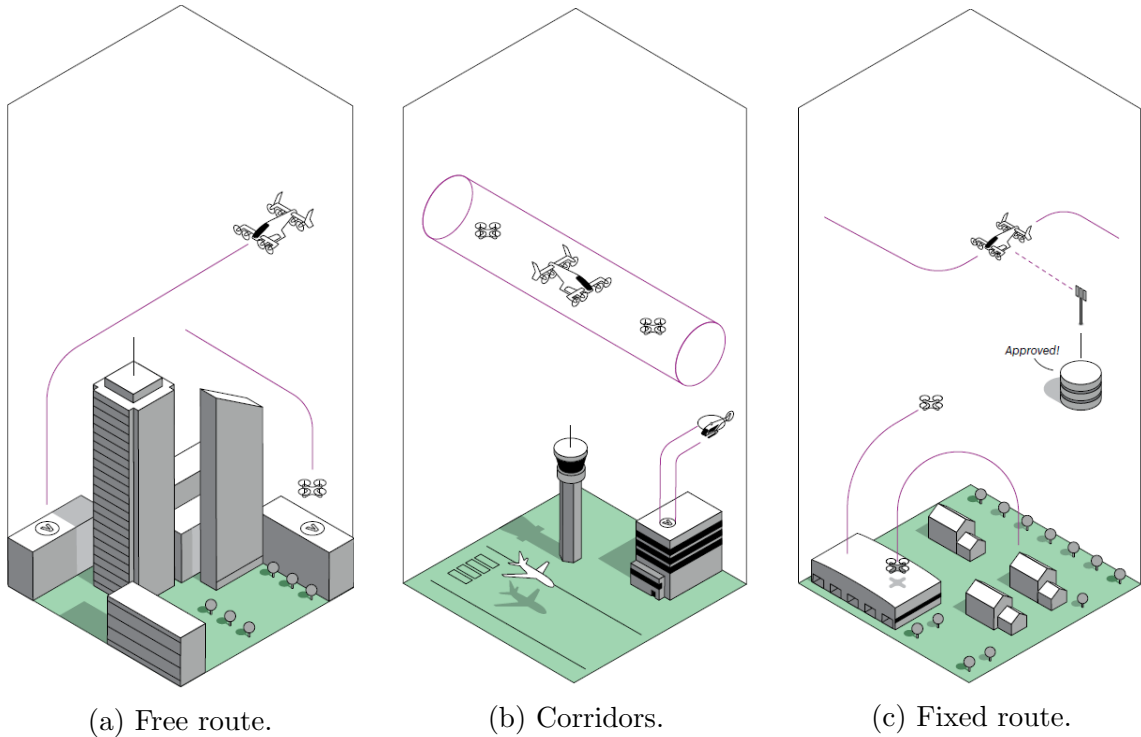 Approved!
(a) Free route.
(b) Corridors.
(c) Fixed route.